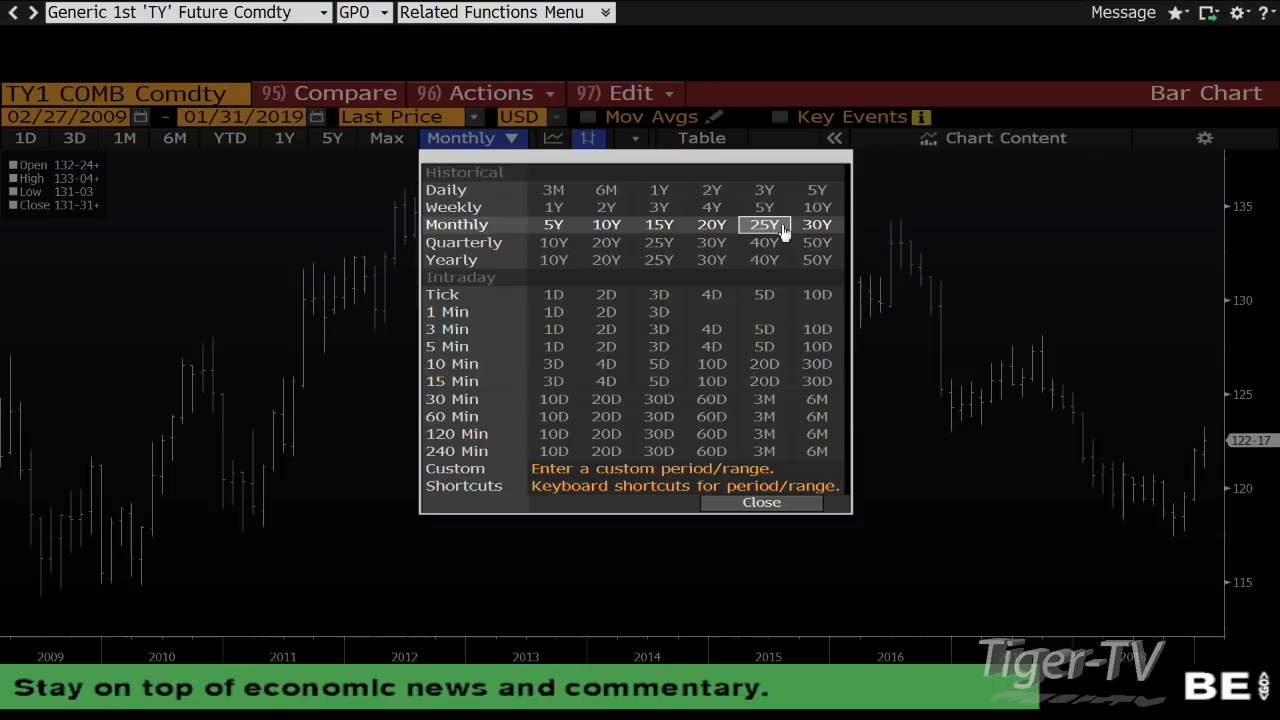 Generic 1st 'TY' Future Comdty GPO Related Functions Menu Message ?
TY1 COMB Comdty 95) Compare 96) Actions 97) Edit Bar Chart
02/27/2009 - 01/31/2019 Last Price USD Mov Avgs Key Events i
1D 3D 1M 6M YTD 1Y 5Y Max Monthly ▼ Table « Chart Content
Open 132-24+
High 133-04+
Low 131-03
Close 131-31+
Historical
Daily 3M 6M 1Y 2Y 3Y 5Y
Weekly 1Y 2Y 3Y 4Y 5Y 10Y
Monthly 5Y 10Y 15Y 20Y 25Y 30Y
Quarterly 10Y 20Y 25Y 30Y 40Y 50Y
Yearly 10Y 20Y 25Y 30Y 40Y 50Y
Intraday
Tick 1D 2D 3D 4D 5D 10D
1 Min 1D 2D 3D
3 Min 1D 2D 3D 4D 5D 10D
5 Min 1D 2D 3D 4D 5D 10D
10 Min 3D 4D 5D 10D 20D 30D
15 Min 3D 4D 5D 10D 20D 30D
30 Min 10D 20D 30D 60D 3M 6M
60 Min 10D 20D 30D 60D 3M 6M
120 Min 10D 20D 30D 60D 3M 6M
240 Min 10D 20D 30D 60D 3M 6M
Custom Enter a custom period/range.
Shortcuts Keyboard shortcuts for period/range.
Close
135
130
125
122-17
120
115
2009 2010 2011 2012 2013 2014 2015 2016
Tiger-TV
Stay on top of economic news and commentary.
BE